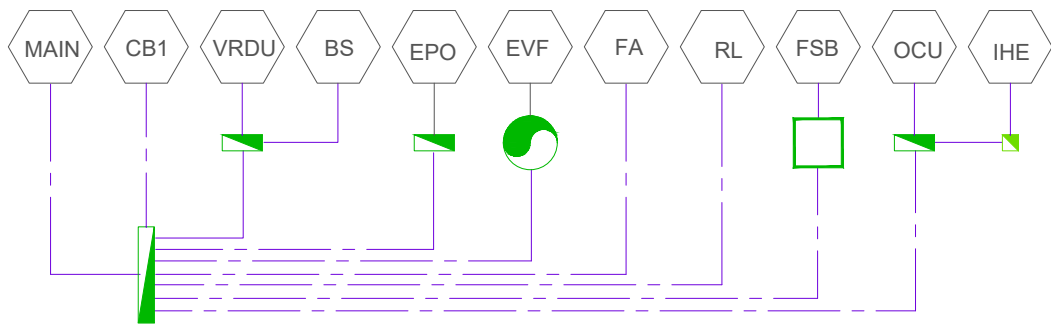 MAIN CB1 VRDU BS EPO EVF FA RL FSB OCU IHE